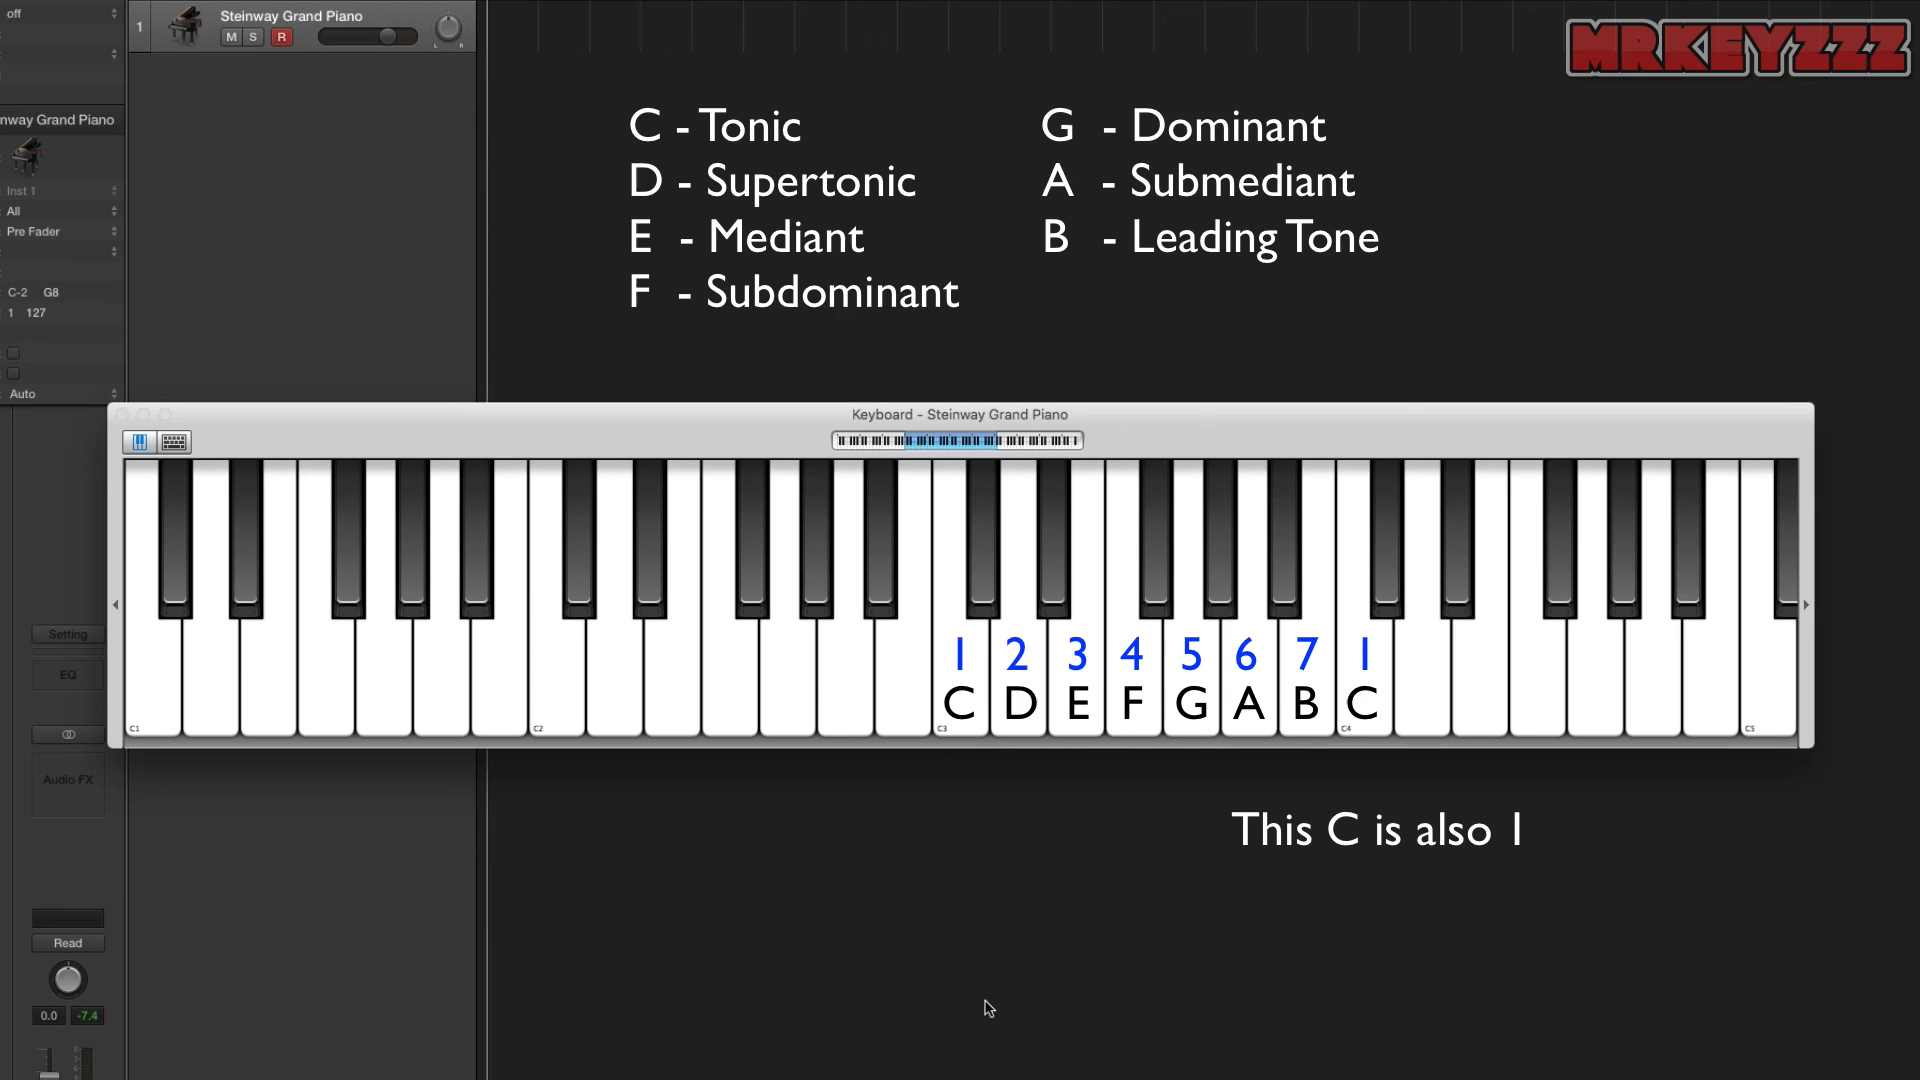 off
1
Steinway Grand Piano
M S R
L R
MRKEYZZZ
nway Grand Piano
Inst 1
All
Pre Fader
C-2 G8
1 127
Auto
C - Tonic
D - Supertonic
E - Mediant
F - Subdominant
G - Dominant
A - Submediant
B - Leading Tone
Keyboard - Steinway Grand Piano
1 2 3 4 5 6 7 1
C D E F G A B C
C1 C2 C3 C4 C5
This C is also 1
Setting
EQ
Audio FX
Read
0.0 -7.4